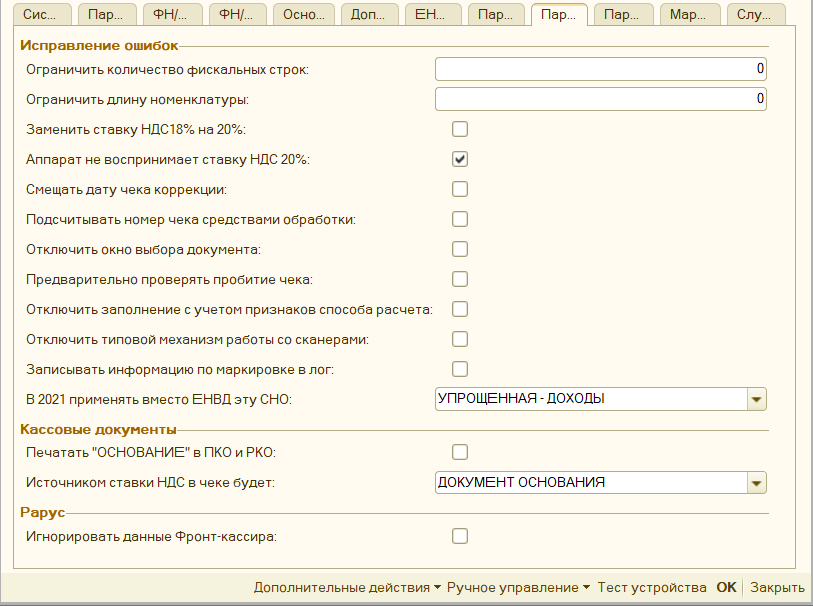 Сис... Пар... ФН/... ФН/... Осно... Доп... ЕН... Пар... Пар... Пар... Мар... Слу...
Исправление ошибок
Ограничить количество фискальных строк: 0
Ограничить длину номенклатуры: 0
Заменить ставку НДС18% на 20%:
Аппарат не воспринимает ставку НДС 20%:
Смещать дату чека коррекции:
Подсчитывать номер чека средствами обработки:
Отключить окно выбора документа:
Предварительно проверять пробитие чека:
Отключить заполнение с учетом признаков способа расчета:
Отключить типовой механизм работы со сканерами:
Записывать информацию по маркировке в лог:
В 2021 применять вместо ЕНВД эту СНО: УПРОЩЕННАЯ - ДОХОДЫ
Кассовые документы
Печатать "ОСНОВАНИЕ" в ПКО и РКО:
Источником ставки НДС в чеке будет: ДОКУМЕНТ ОСНОВАНИЯ
Рарус
Игнорировать данные Фронт-кассира:
Дополнительные действия Ручное управление Тест устройства OK Закрыть